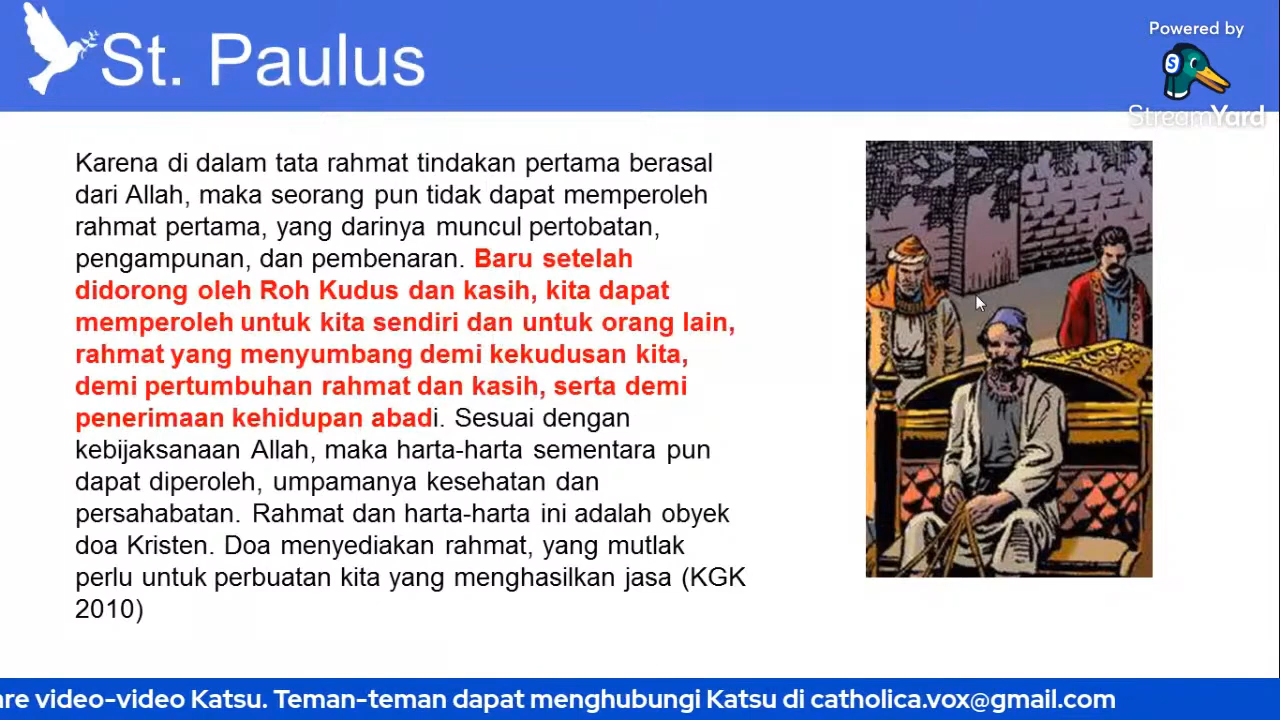 St. Paulus
Powered by
StreamYard
Karena di dalam tata rahmat tindakan pertama berasal
dari Allah, maka seorang pun tidak dapat memperoleh
rahmat pertama, yang darinya muncul pertobatan,
pengampunan, dan pembenaran. Baru setelah
didorong oleh Roh Kudus dan kasih, kita dapat
memperoleh untuk kita sendiri dan untuk orang lain,
rahmat yang menyumbang demi kekudusan kita,
demi pertumbuhan rahmat dan kasih, serta demi
penerimaan kehidupan abadi. Sesuai dengan
kebijaksanaan Allah, maka harta-harta sementara pun
dapat diperoleh, umpamanya kesehatan dan
persahabatan. Rahmat dan harta-harta ini adalah obyek
doa Kristen. Doa menyediakan rahmat, yang mutlak
perlu untuk perbuatan kita yang menghasilkan jasa (KGK
2010)
are video-video Katsu. Teman-teman dapat menghubungi Katsu di catholica.vox@gmail.com